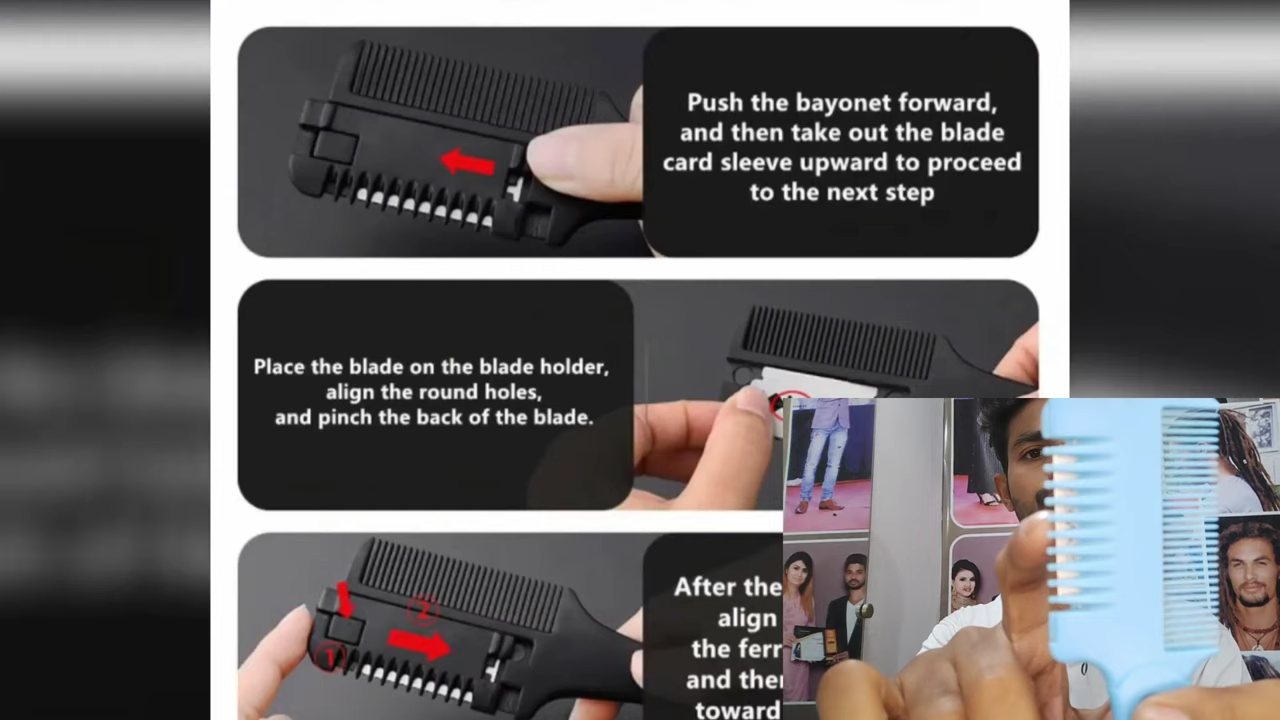 Push the bayonet forward,
and then take out the blade
card sleeve upward to proceed
to the next step
Place the blade on the blade holder,
align the round holes,
and pinch the back of the blade.
2
1
After the
align
the
and
toward